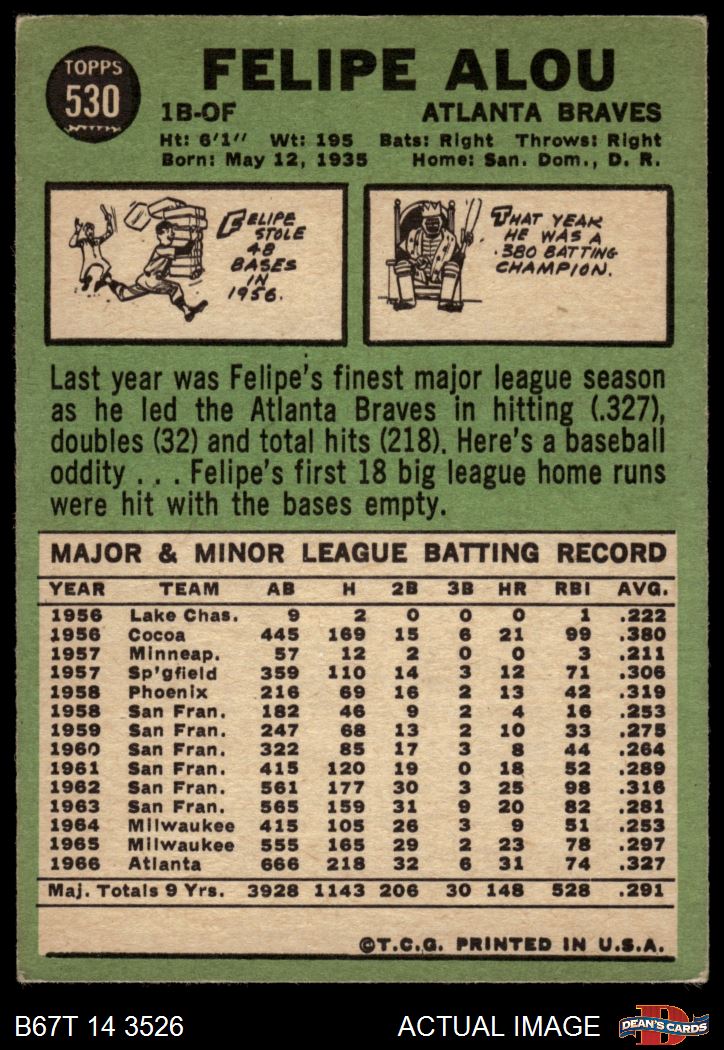 TOPPS
530
FELIPE ALOU
1B-OF ATLANTA BRAVES
Ht: 6'1" Wt: 195 Bats: Right Throws: Right
Born: May 12, 1935 Home: San. Dom., D. R.
FELIPE
STOLE
48
BASES
IN
1956.
THAT YEAR
HE WAS A
.380 BATTING
CHAMPION.
Last year was Felipe's finest major league season
as he led the Atlanta Braves in hitting (.327),
doubles (32) and total hits (218). Here's a baseball
oddity . . . Felipe's first 18 big league home runs
were hit with the bases empty.
MAJOR & MINOR LEAGUE BATTING RECORD
YEAR TEAM AB H 2B 3B HR RBI AVG.
1956 Lake Chas. 9 2 0 0 0 1 .222
1956 Cocoa 445 169 15 6 21 99 .380
1957 Minneap. 57 12 2 0 0 3 .211
1957 Sp'gfield 359 110 14 3 12 71 .306
1958 Phoenix 216 69 16 2 13 42 .319
1958 San Fran. 182 46 9 2 4 16 .253
1959 San Fran. 247 68 13 2 10 33 .275
1960 San Fran. 322 85 17 3 8 44 .264
1961 San Fran. 415 120 19 0 18 52 .289
1962 San Fran. 561 177 30 3 25 98 .316
1963 San Fran. 565 159 31 9 20 82 .281
1964 Milwaukee 415 105 26 3 9 51 .253
1965 Milwaukee 555 165 29 2 23 78 .297
1966 Atlanta 666 218 32 6 31 74 .327
Maj. Totals 9 Yrs. 3928 1143 206 30 148 528 .291
©T.C.G. PRINTED IN U.S.A.
B67T 14 3526 ACTUAL IMAGE
D
DEAN'S CARDS